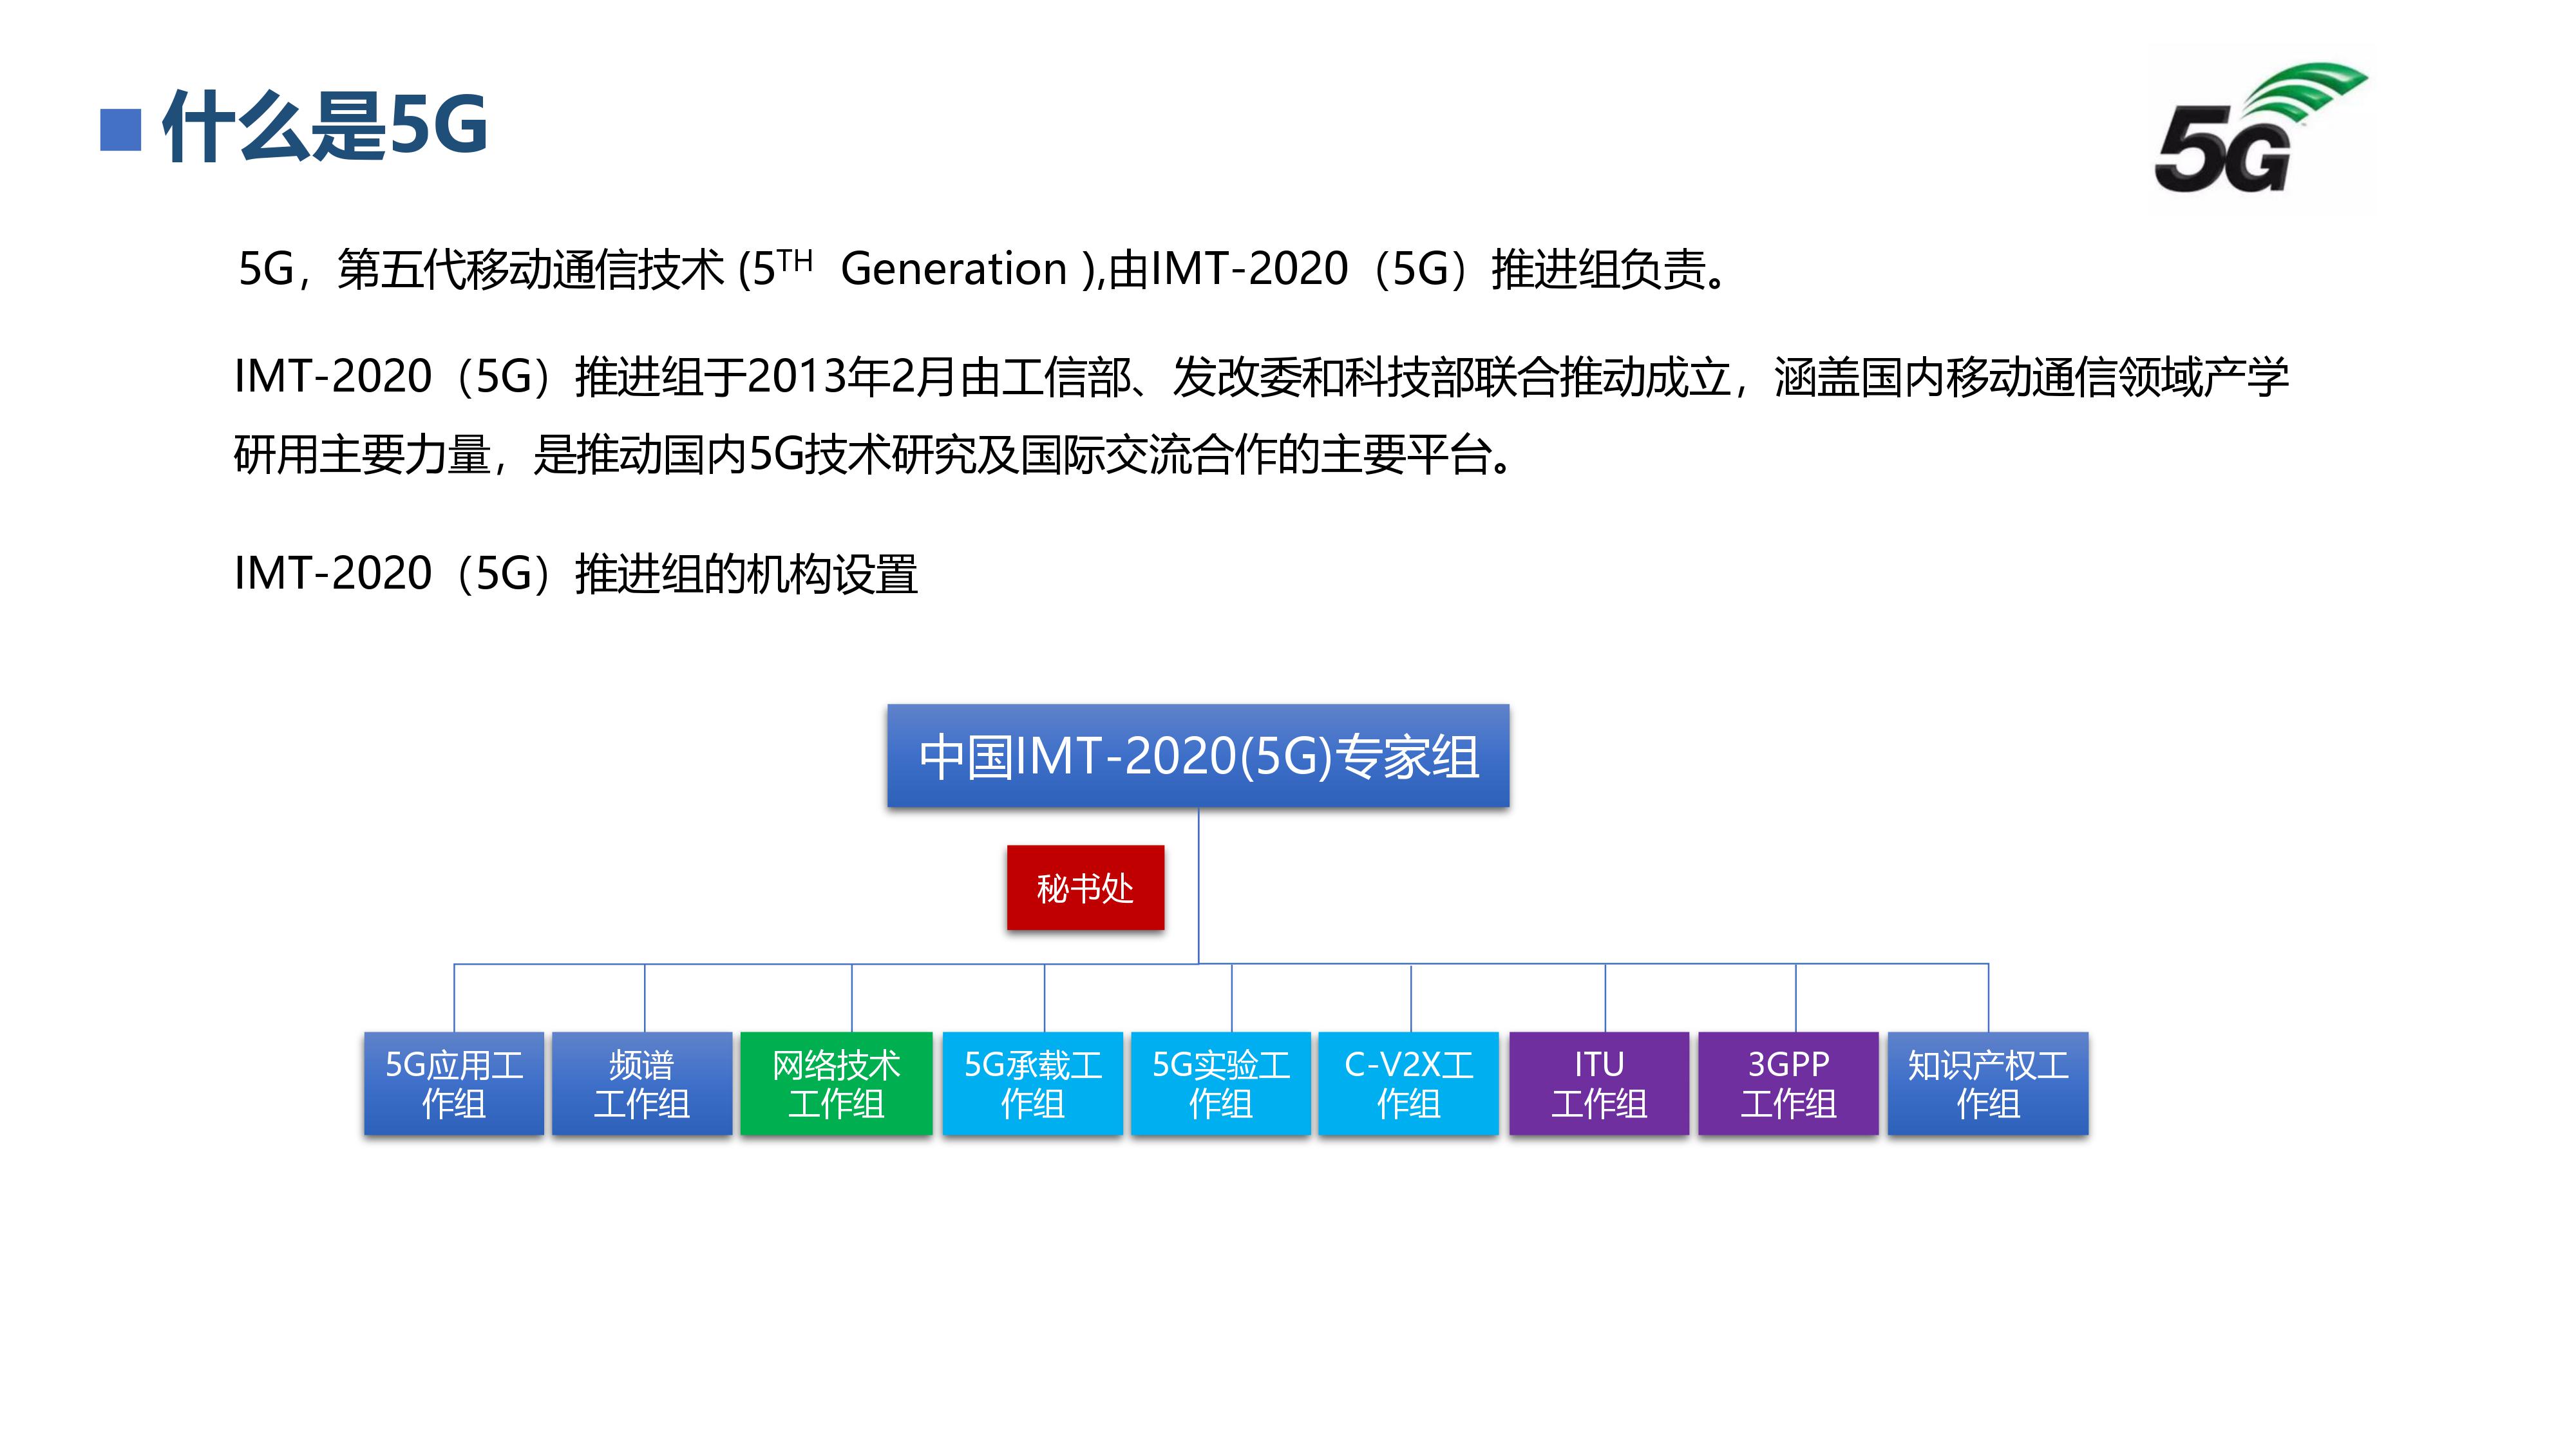 什么是5G
5G
5G，第五代移动通信技术 (5TH Generation ),由IMT-2020（5G）推进组负责。
IMT-2020（5G）推进组于2013年2月由工信部、发改委和科技部联合推动成立，涵盖国内移动通信领域产学
研用主要力量，是推动国内5G技术研究及国际交流合作的主要平台。
IMT-2020（5G）推进组的机构设置
中国IMT-2020(5G)专家组
秘书处
5G应用工
作组
频谱
工作组
网络技术
工作组
5G承载工
作组
5G实验工
作组
C-V2X工
作组
ITU
工作组
3GPP
工作组
知识产权工
作组